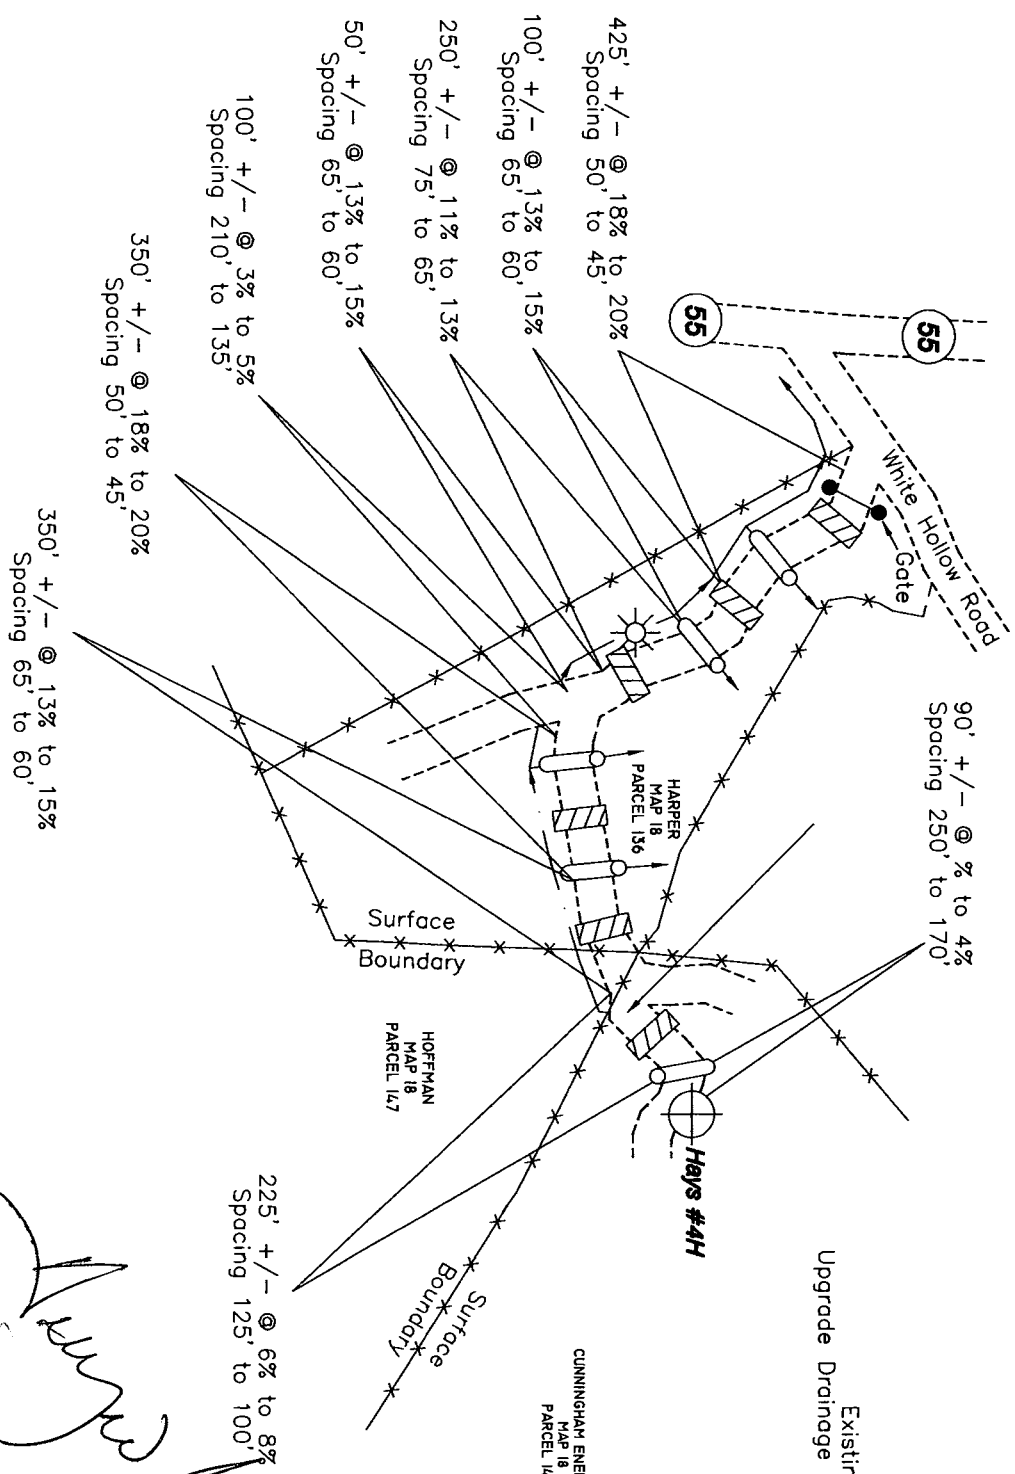 425' +/- @ 18% to 20%
Spacing 50' to 45'
100' +/- @ 13% to 15%
Spacing 65' to 60'
250' +/- @ 11% to 13%
Spacing 75' to 65'
50' +/- @ 13% to 15%
Spacing 65' to 60'
100' +/- @ 3% to 5%
Spacing 210' to 135'
350' +/- @ 18% to 20%
Spacing 50' to 45'
350' +/- @ 13% to 15%
Spacing 65' to 60'
55
55
White Hollow Road
Gate
90' +/- @ % to 4%
Spacing 250' to 170'
HARPER
MAP 18
PARCEL 136
Surface
Boundary
HOFFMAN
MAP 18
PARCEL 147
Hays #4H
225' +/- @ 6% to 8%
Spacing 125' to 100'
Surface
Boundary
Existin
Upgrade Drainage
CUNNINGHAM ENE
MAP 18
PARCEL 14